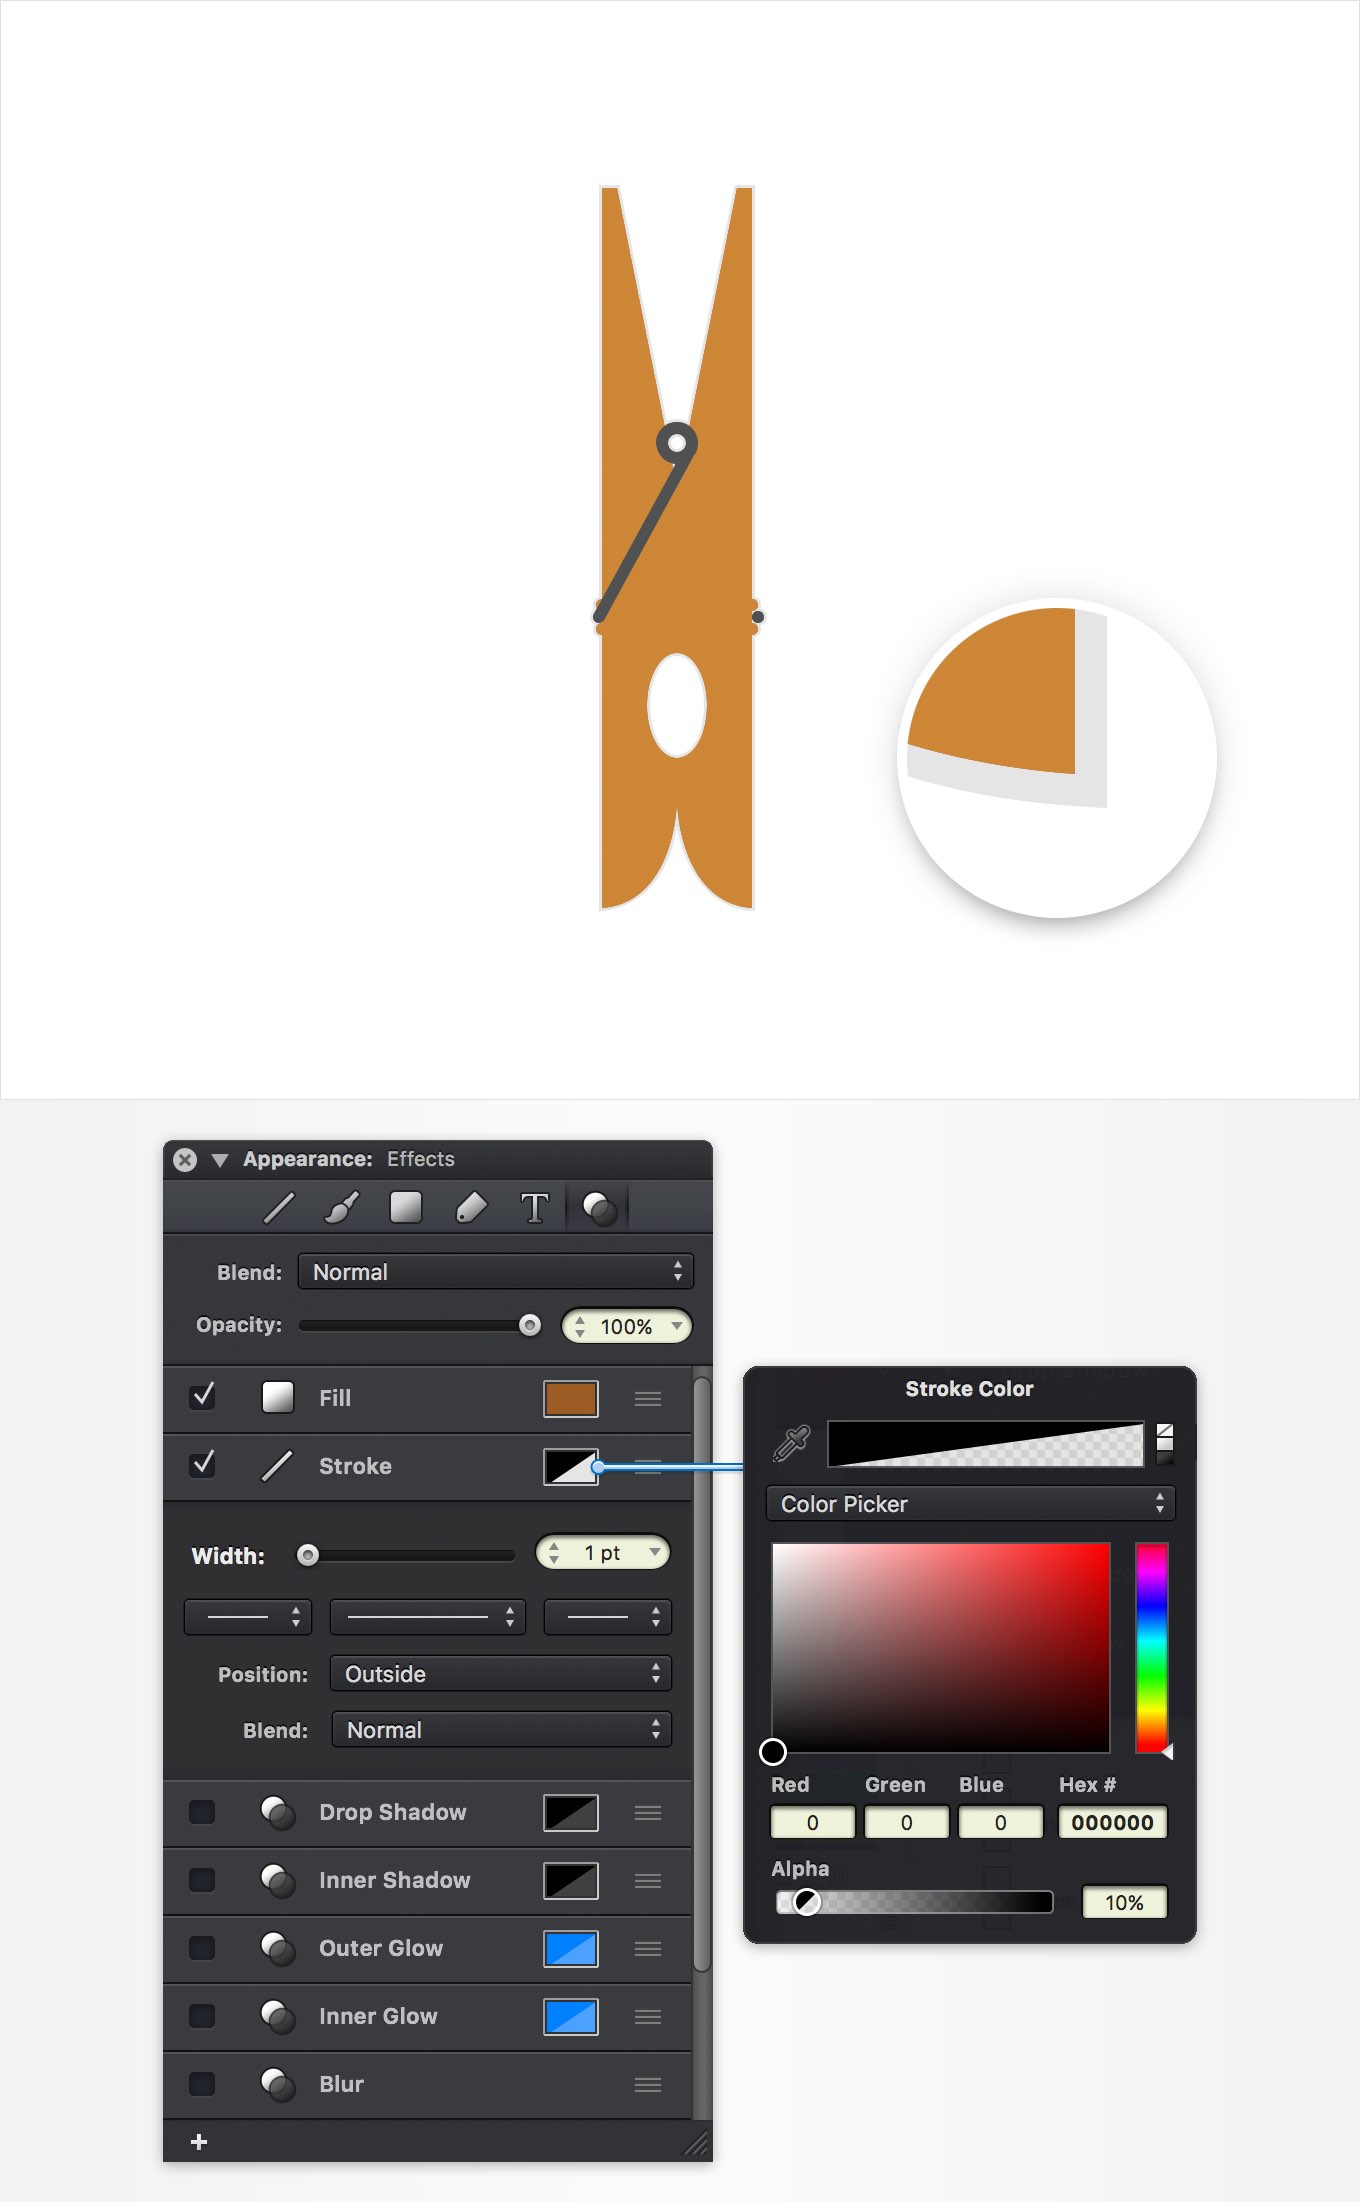 Appearance: Effects
T
Blend: Normal
Opacity: 100%
Fill
Stroke
Width: 1 pt
Position: Outside
Blend: Normal
Drop Shadow
Inner Shadow
Outer Glow
Inner Glow
Blur
+
Stroke Color
Color Picker
Red Green Blue Hex #
0 0 0 000000
Alpha
10%